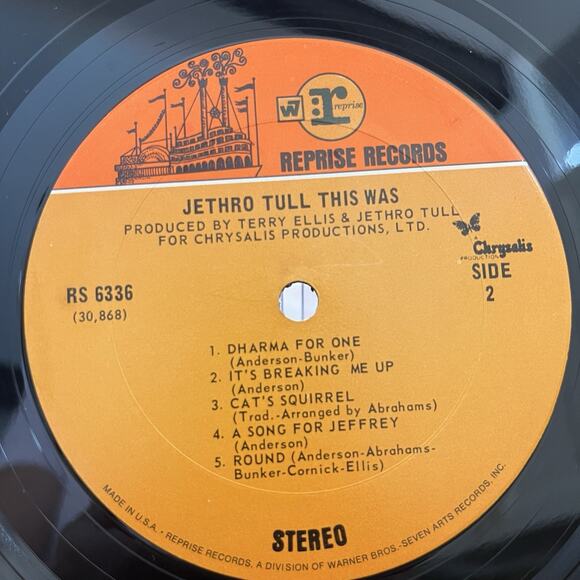 W7 r reprise
REPRISE RECORDS
JETHRO TULL THIS WAS
PRODUCED BY TERRY ELLIS & JETHRO TULL
FOR CHRYSALIS PRODUCTIONS, LTD.
A
Chrysalis
PRODUCTION
RS 6336
(30,868)
SIDE
2
1. DHARMA FOR ONE
(Anderson-Bunker)
2. IT'S BREAKING ME UP
(Anderson)
3. CAT'S SQUIRREL
(Trad.-Arranged by Abrahams)
4. A SONG FOR JEFFREY
(Anderson)
5. ROUND (Anderson-Abrahams-
Bunker-Cornick-Ellis)
STEREO
MADE IN U.S.A. - REPRISE RECORDS, A DIVISION OF WARNER BROS.-SEVEN ARTS RECORDS, INC.